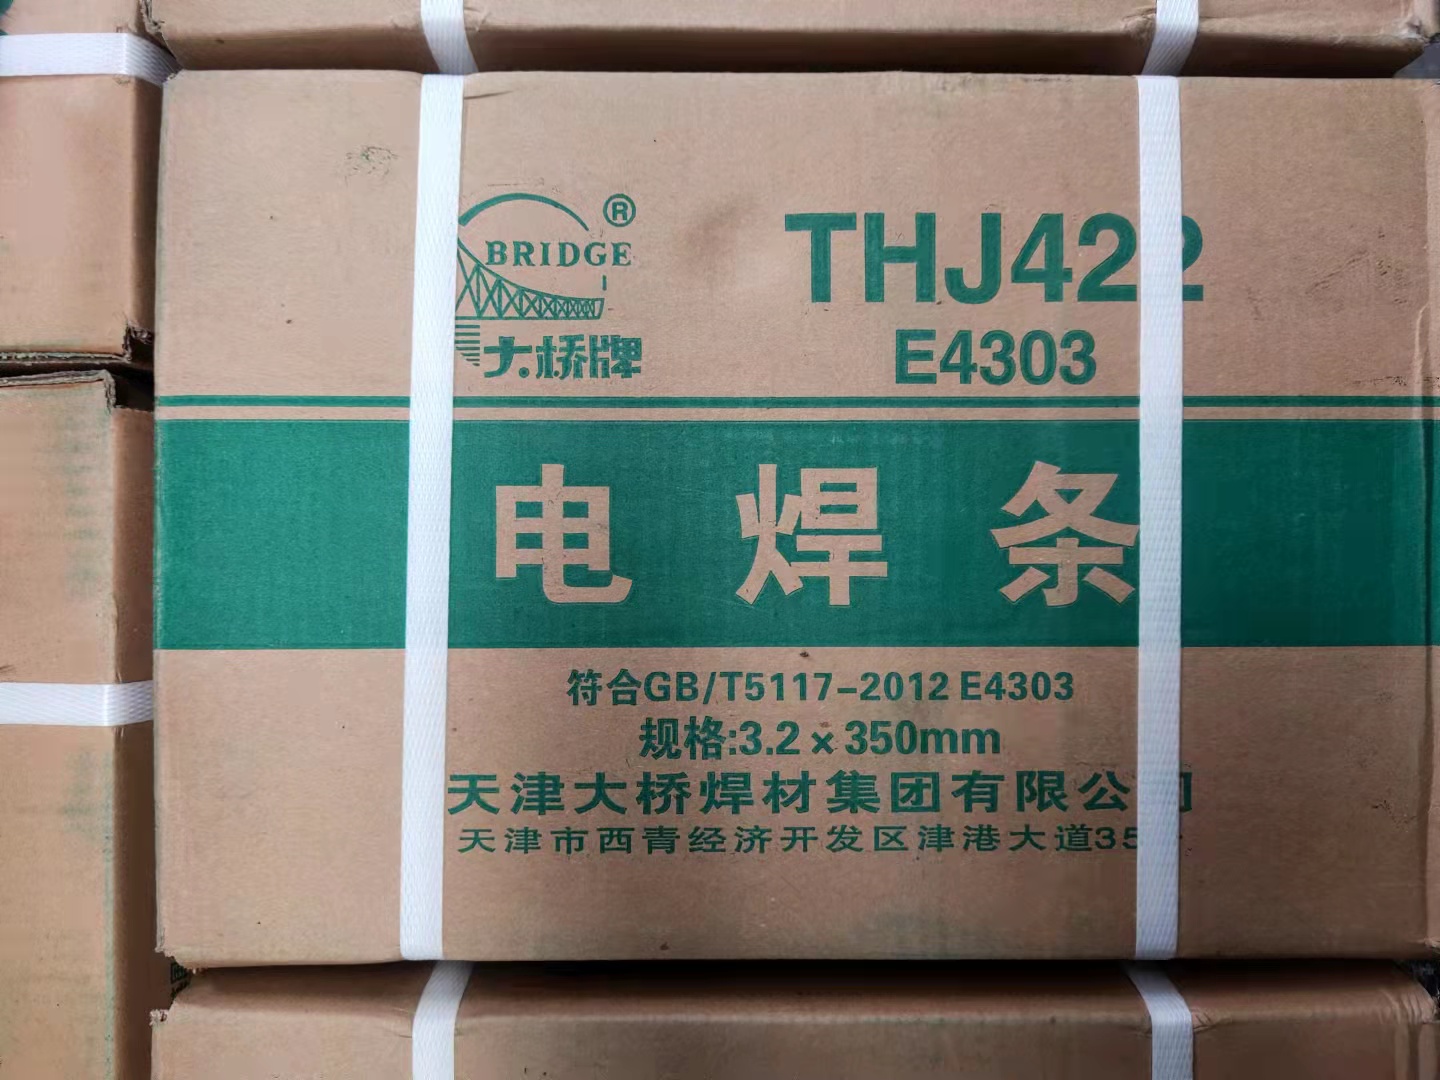 BRIDGE ®
大桥牌
THJ422
E4303
电焊条
符合GB/T5117-2012 E4303
规格:3.2×350mm
天津大桥焊材集团有限公司
天津市西青经济开发区津港大道35